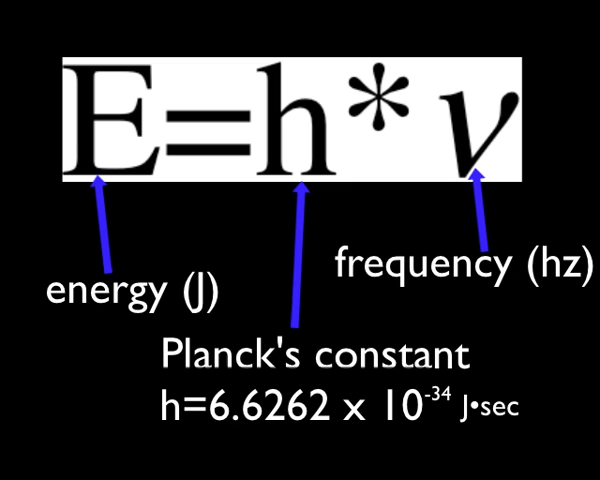 E=h* ν
frequency (hz)
energy (J)
Planck's constant
h=6.6262 x 10⁻³⁴ J•sec